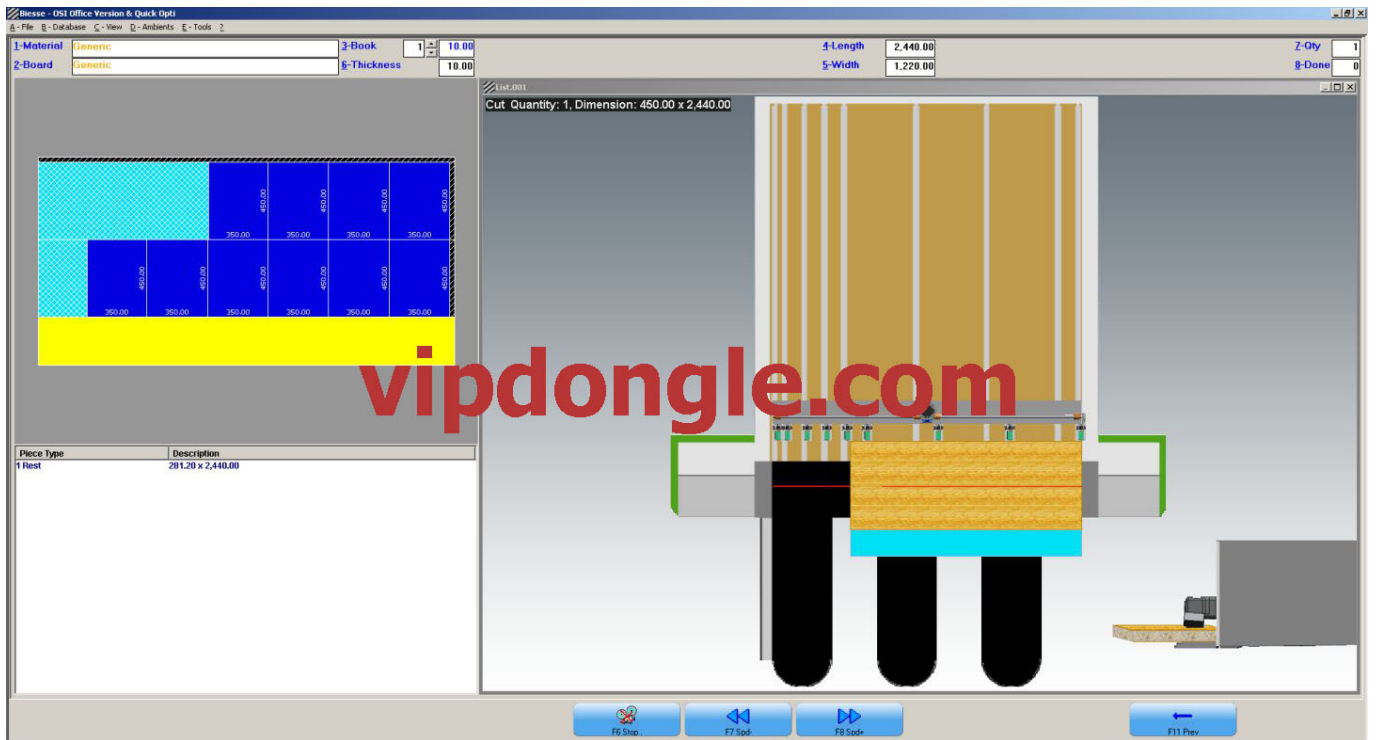 Biesse - OSI Office Version & Quick Opti
A - File B - Database C - View D - Ambients E - Tools ?
1-Material Generic 3-Book 1 10.00 4-Length 2,440.00 7-Qty 1
2-Board Generic 6-Thickness 10.00 5-Width 1,220.00 8-Done 0
List.001
Cut Quantity: 1, Dimension: 450.00 x 2,440.00
450.00 450.00 450.00 450.00
350.00 350.00 350.00 350.00
450.00 450.00 450.00 450.00 450.00 450.00
350.00 350.00 350.00 350.00 350.00 350.00
vipdongle.com
Piece Type Description
1 Rest 281.20 x 2,440.00
F6 Stop . F7 Spd- F8 Spd+ F11 Prev